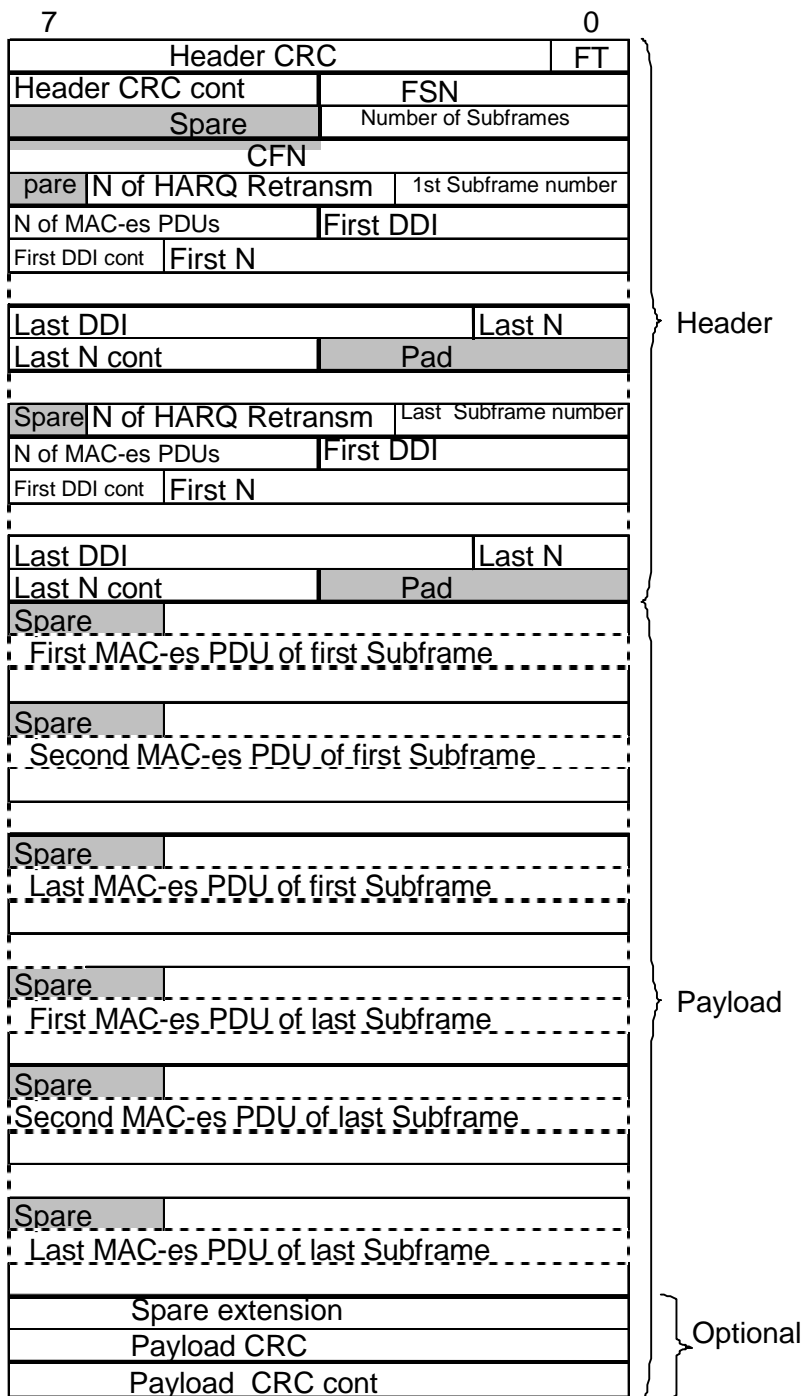 7 0
Header CRC FT
Header CRC cont FSN
Spare Number of Subframes
CFN
pare N of HARQ Retransm 1st Subframe number
N of MAC-es PDUs First DDI
First DDI cont First N
Last DDI Last N
Header
Last N cont Pad
Spare N of HARQ Retransm Last Subframe number
N of MAC-es PDUs First DDI
First DDI cont First N
Last DDI Last N
Last N cont Pad
Spare
First MAC-es PDU of first Subframe
Spare
Second MAC-es PDU of first Subframe
Spare
Last MAC-es PDU of first Subframe
Spare
First MAC-es PDU of last Subframe
Payload
Spare
Second MAC-es PDU of last Subframe
Spare
Last MAC-es PDU of last Subframe
Spare extension
Payload CRC
Optional
Payload CRC cont